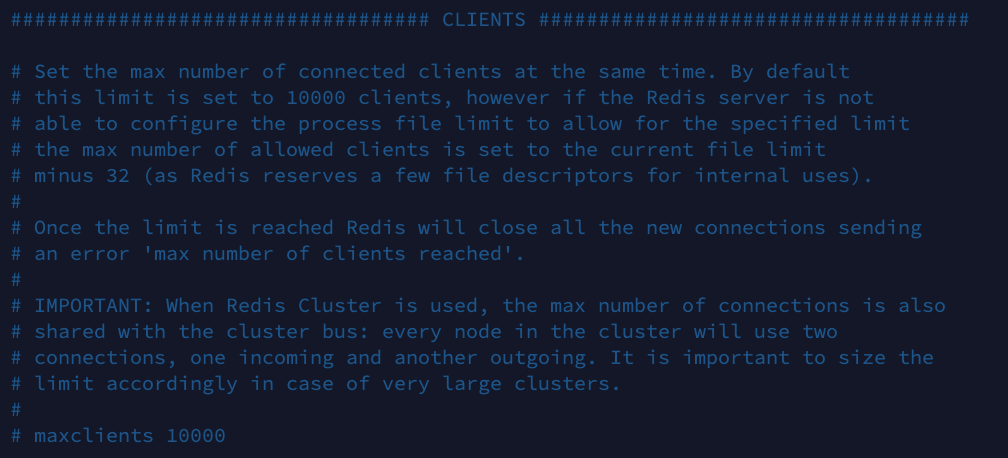 ################################### CLIENTS ####################################
# Set the max number of connected clients at the same time. By default
# this limit is set to 10000 clients, however if the Redis server is not
# able to configure the process file limit to allow for the specified limit
# the max number of allowed clients is set to the current file limit
# minus 32 (as Redis reserves a few file descriptors for internal uses).
#
# Once the limit is reached Redis will close all the new connections sending
# an error 'max number of clients reached'.
#
# IMPORTANT: When Redis Cluster is used, the max number of connections is also
# shared with the cluster bus: every node in the cluster will use two
# connections, one incoming and another outgoing. It is important to size the
# limit accordingly in case of very large clusters.
#
# maxclients 10000